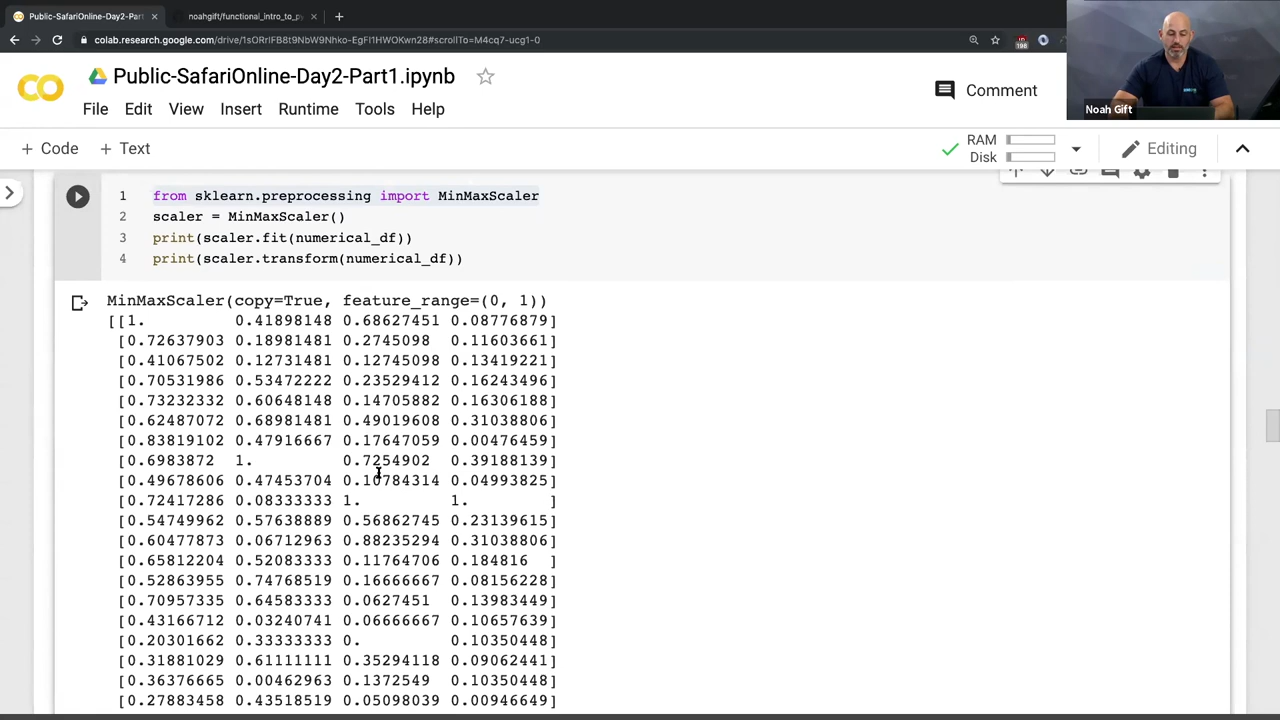 Public-SafariOnline-Day2-Part1
noahgift/functional_intro_to_p
colab.research.google.com/drive/1sORrIFB8t9NbW9Nhko-EgFl1HWOKwn28#scrollTo=M4cq7-ucg1-0
Public-SafariOnline-Day2-Part1.ipynb
File Edit View Insert Runtime Tools Help
Comment
Noah Gift
+ Code + Text
RAM
Disk
Editing
1 from sklearn.preprocessing import MinMaxScaler
2 scaler = MinMaxScaler()
3 print(scaler.fit(numerical_df))
4 print(scaler.transform(numerical_df))
MinMaxScaler(copy=True, feature_range=(0, 1))
[[1. 0.41898148 0.68627451 0.08776879]
[0.72637903 0.18981481 0.2745098 0.11603661]
[0.41067502 0.12731481 0.12745098 0.13419221]
[0.70531986 0.53472222 0.23529412 0.16243496]
[0.73232332 0.60648148 0.14705882 0.16306188]
[0.62487072 0.68981481 0.49019608 0.31038806]
[0.83819102 0.47916667 0.17647059 0.00476459]
[0.6983872 1. 0.7254902 0.39188139]
[0.49678606 0.47453704 0.10784314 0.04993825]
[0.72417286 0.08333333 1. 1. ]
[0.54749962 0.57638889 0.56862745 0.23139615]
[0.60477873 0.06712963 0.88235294 0.31038806]
[0.65812204 0.52083333 0.11764706 0.184816 ]
[0.52863955 0.74768519 0.16666667 0.08156228]
[0.70957335 0.64583333 0.0627451 0.13983449]
[0.43166712 0.03240741 0.06666667 0.10657639]
[0.20301662 0.33333333 0. 0.10350448]
[0.31881029 0.61111111 0.35294118 0.09062441]
[0.36376665 0.00462963 0.1372549 0.10350448]
[0.27883458 0.43518519 0.05098039 0.00946649]